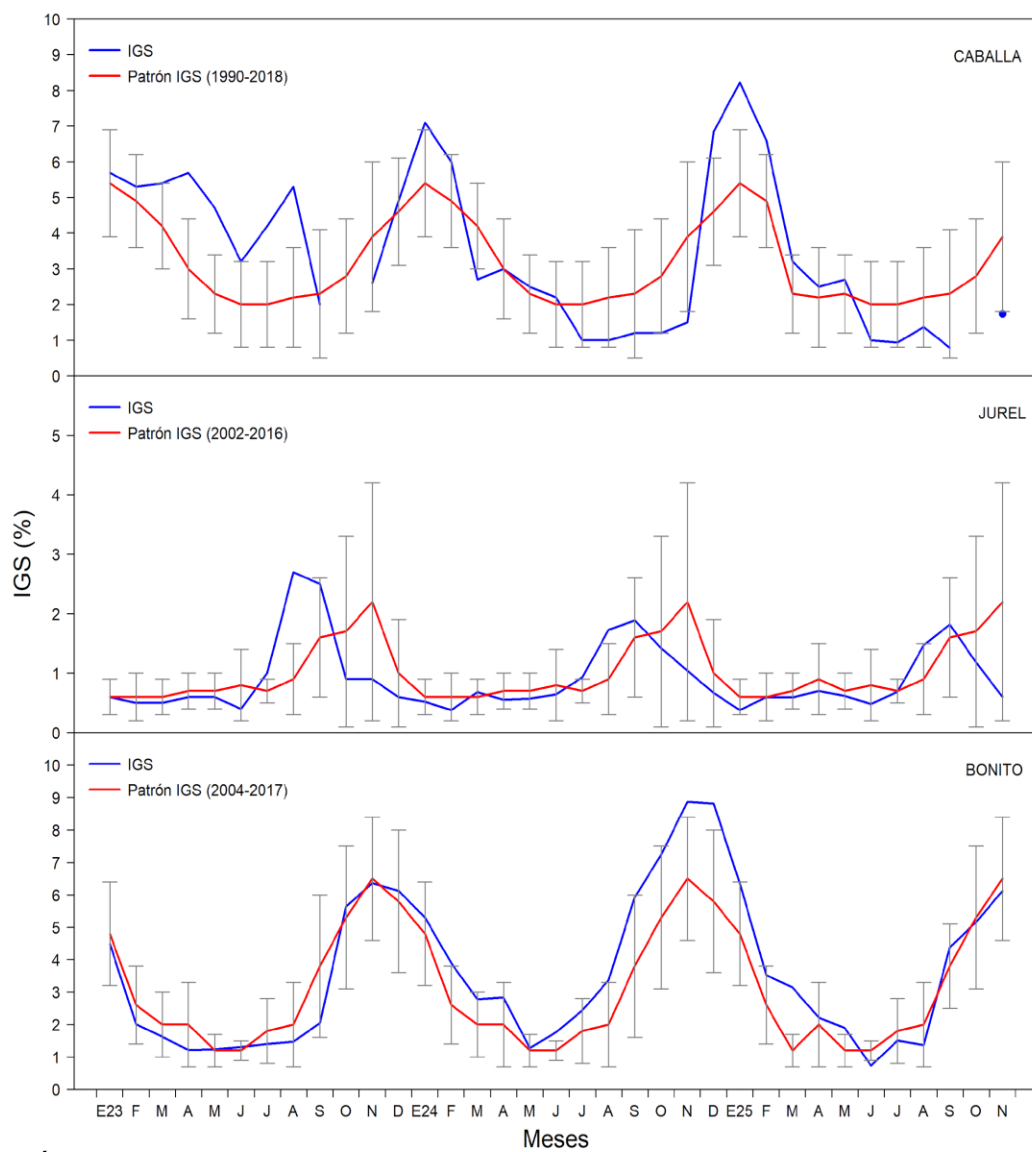 10
9
8
7
6
5
4
3
2
1
0
IGS
Patrón IGS (1990-2018)
CABALLA
5
4
3
2
1
0
IGS
Patrón IGS (2002-2016)
JUREL
IGS (%)
10
9
8
7
6
5
4
3
2
1
0
IGS
Patrón IGS (2004-2017)
BONITO
E23 F M A M J J A S O N D E24 F M A M J J A S O N D E25 F M A M J J A S O N
Meses